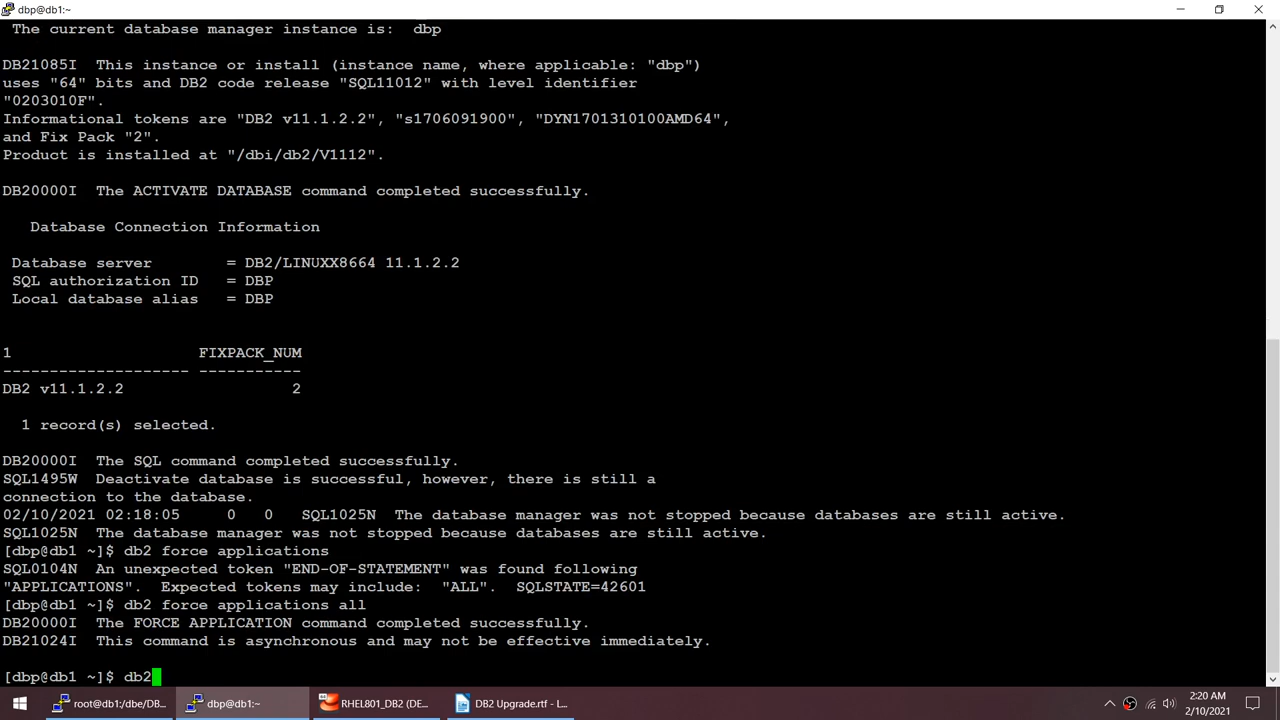 dbp@db1:~
The current database manager instance is:  dbp
DB21085I  This instance or install (instance name, where applicable: "dbp")
uses "64" bits and DB2 code release "SQL11012" with level identifier
"0203010F".
Informational tokens are "DB2 v11.1.2.2", "s1706091900", "DYN1701310100AMD64",
and Fix Pack "2".
Product is installed at "/dbi/db2/V1112".
DB20000I  The ACTIVATE DATABASE command completed successfully.
Database Connection Information
Database server        = DB2/LINUXX8664 11.1.2.2
SQL authorization ID   = DBP
Local database alias   = DBP
1                    FIXPACK_NUM
-------------------- -----------
DB2 v11.1.2.2                  2
1 record(s) selected.
DB20000I  The SQL command completed successfully.
SQL1495W  Deactivate database is successful, however, there is still a
connection to the database.
02/10/2021 02:18:05     0   0   SQL1025N  The database manager was not stopped because databases are still active.
SQL1025N  The database manager was not stopped because databases are still active.
[dbp@db1 ~]$ db2 force applications
SQL0104N  An unexpected token "END-OF-STATEMENT" was found following
"APPLICATIONS".  Expected tokens may include:  "ALL".  SQLSTATE=42601
[dbp@db1 ~]$ db2 force applications all
DB20000I  The FORCE APPLICATION command completed successfully.
DB21024I  This command is asynchronous and may not be effective immediately.
[dbp@db1 ~]$ db2
root@db1:/dbe/DB...
dbp@db1:~
RHEL801_DB2 (DE...
DB2 Upgrade.rtf - L...
2:20 AM
2/10/2021